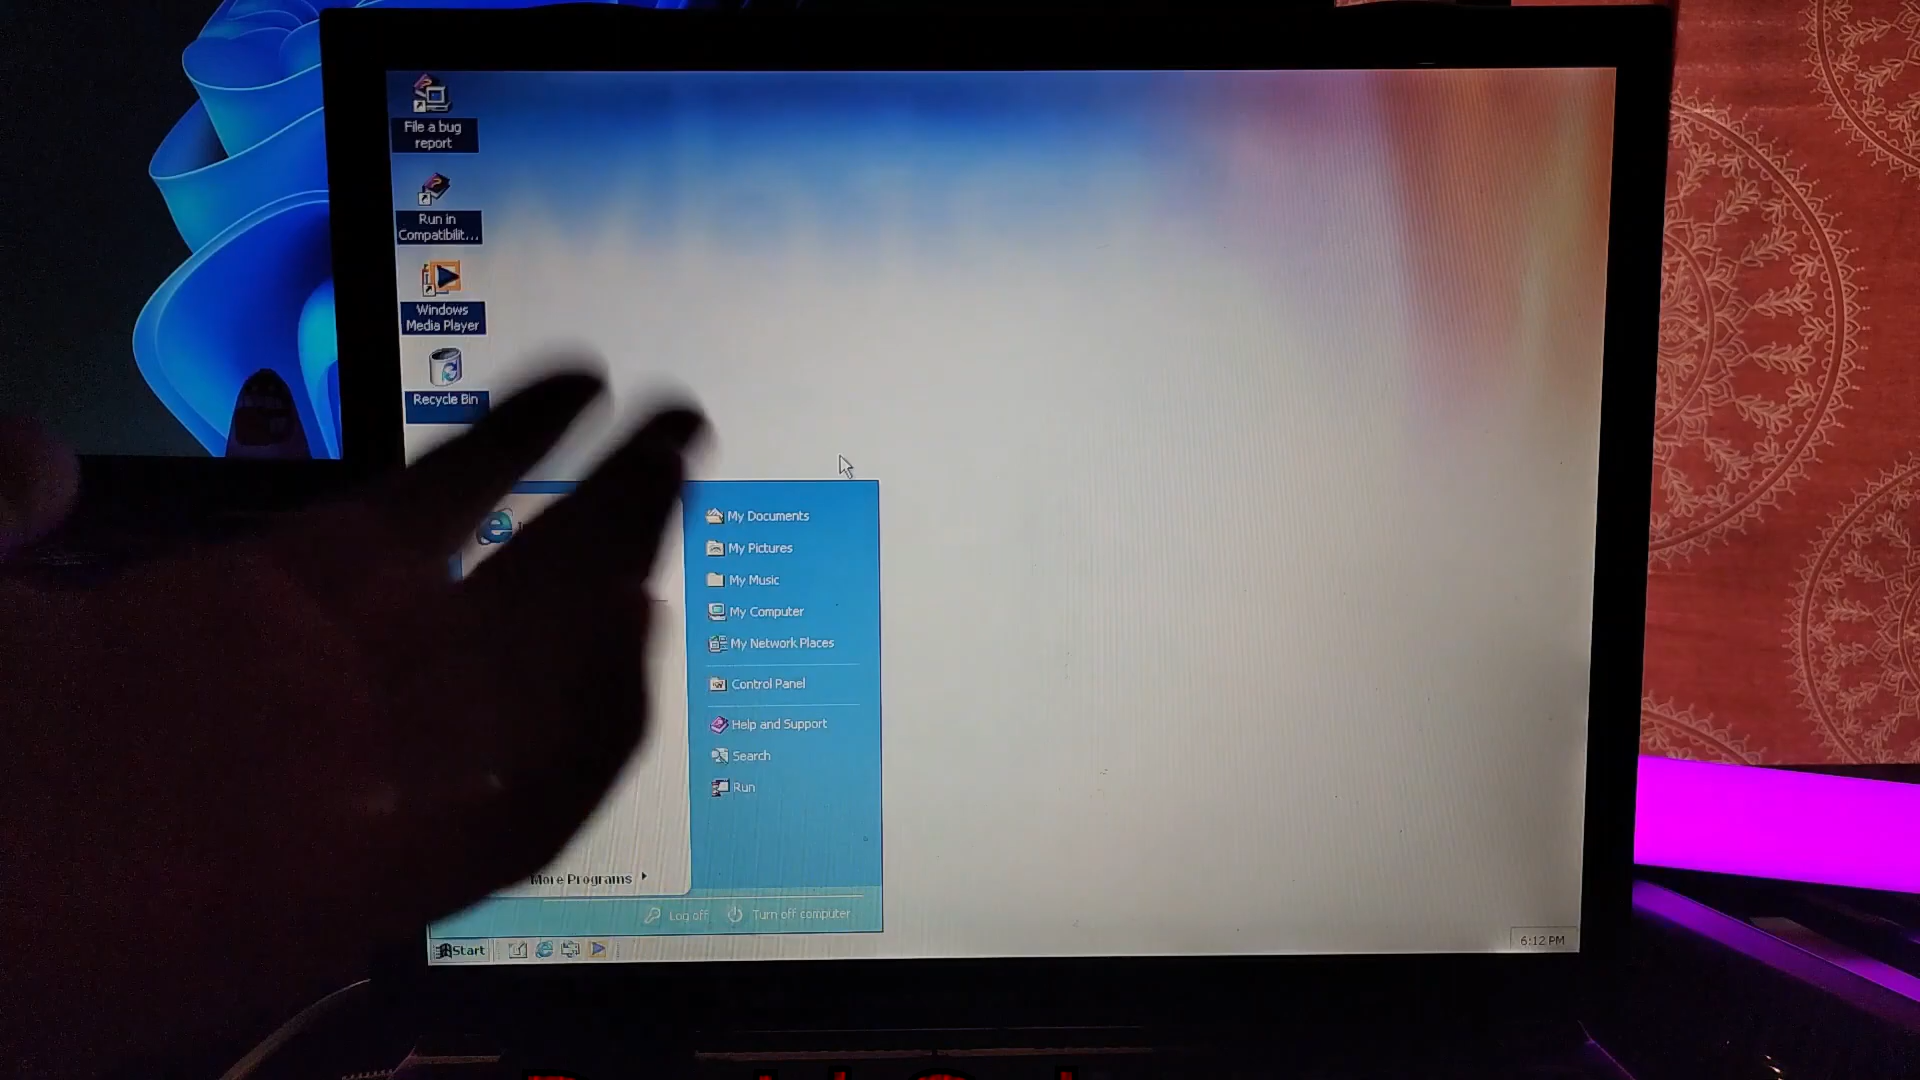 File a bug
report
Run in
Compatibilit...
Windows
Media Player
Recycle Bin
My Documents
My Pictures
My Music
My Computer
My Network Places
Control Panel
Help and Support
Search
Run
More Programs
Log off
Turn off computer
Start
6:12 PM